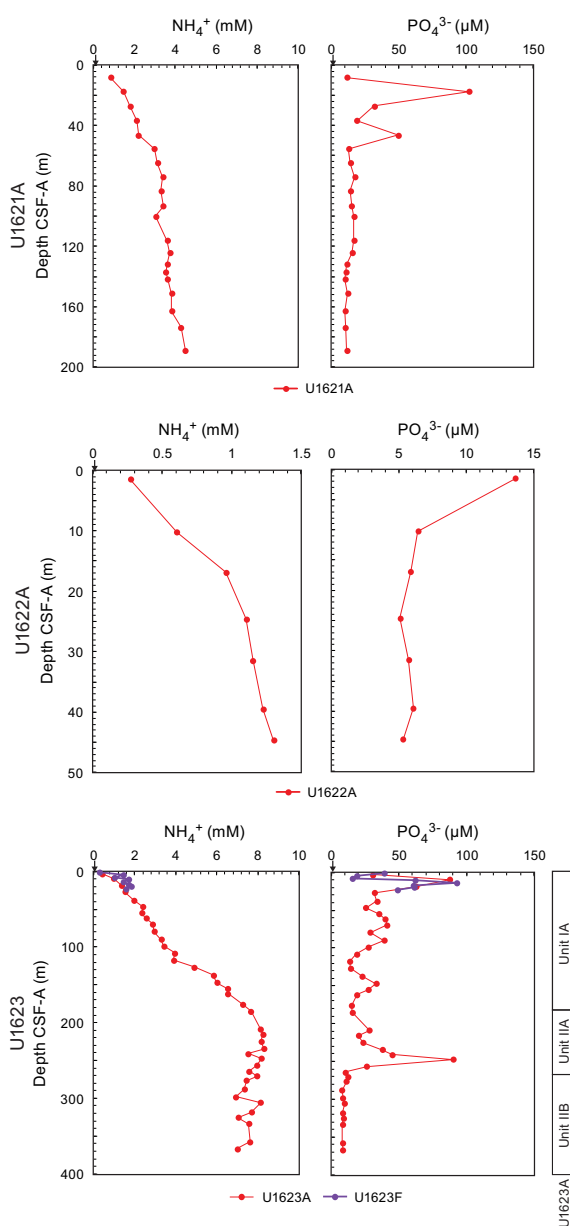 NH₄⁺ (mM) PO₄³⁻ (µM)
0 2 4 6 8 10 0 50 100 150
0
40
80
120
160
200
U1621A
Depth CSF-A (m)
U1621A
NH₄⁺ (mM) PO₄³⁻ (µM)
0 0.5 1 1.5 0 5 10 15
0
10
20
30
40
50
U1622A
Depth CSF-A (m)
U1622A
NH₄⁺ (mM) PO₄³⁻ (µM)
0 2 4 6 8 10 0 50 100 150
0
100
200
300
400
U1623
Depth CSF-A (m)
Unit IA
Unit IIA
Unit IIB
U1623A
U1623A U1623F